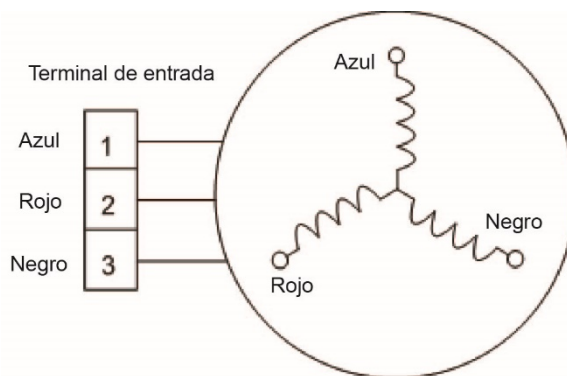 Terminal de entrada
Azul
1
Rojo
2
Negro
3
Azul
Negro
Rojo